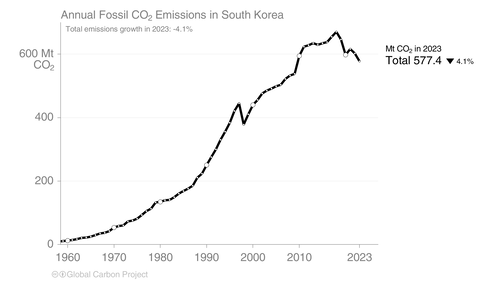 Annual Fossil CO₂ Emissions in South Korea
Total emissions growth in 2023: -4.1%
600 Mt
CO₂
400
200
0
1960 1970 1980 1990 2000 2010 2023
Mt CO₂ in 2023
Total 577.4 ▼ 4.1%
Global Carbon Project